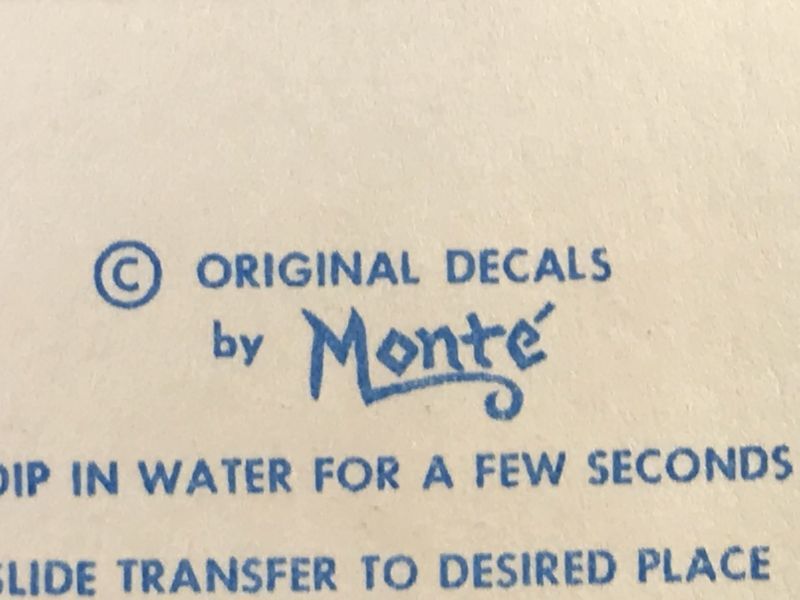 © ORIGINAL DECALS
by Monté
DIP IN WATER FOR A FEW SECONDS
SLIDE TRANSFER TO DESIRED PLACE